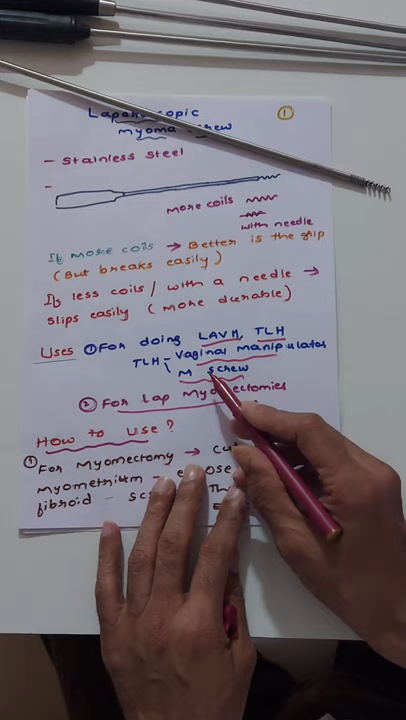 Laparoscopic ①
myoma screw
- Stainless steel
-
more coils
with needle
If more coils → Better is the grip
(But breaks easily)
If less coils / with a needle →
slips easily (more durable)
Uses ① For doing LAVH, TLH
TLH - Vaginal manipulator
M screw
② For Lap Myomectomies
How to use?
① For Myomectomy → cut
myometrium →
fibroid -